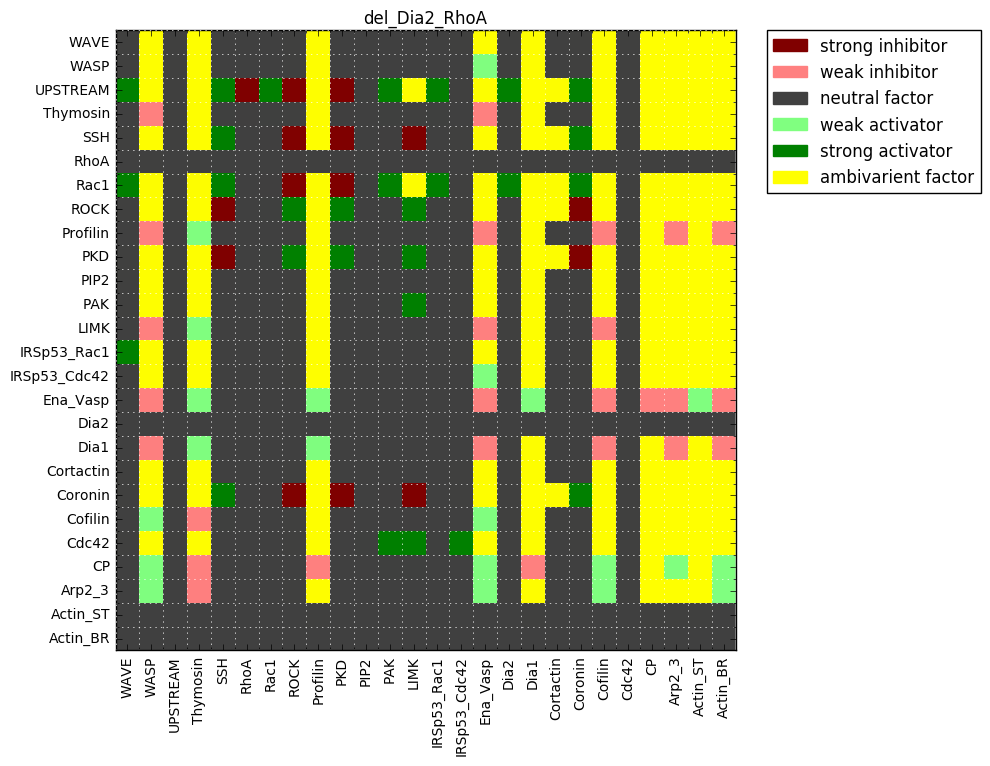 del_Dia2_RhoA
WAVE
WASP
UPSTREAM
Thymosin
SSH
RhoA
Rac1
ROCK
Profilin
PKD
PIP2
PAK
LIMK
IRSp53_Rac1
IRSp53_Cdc42
Ena_Vasp
Dia2
Dia1
Cortactin
Coronin
Cofilin
Cdc42
CP
Arp2_3
Actin_ST
Actin_BR
WAVE
WASP
UPSTREAM
Thymosin
SSH
RhoA
Rac1
ROCK
Profilin
PKD
PIP2
PAK
LIMK
IRSp53_Rac1
IRSp53_Cdc42
Ena_Vasp
Dia2
Dia1
Cortactin
Coronin
Cofilin
Cdc42
CP
Arp2_3
Actin_ST
Actin_BR
strong inhibitor
weak inhibitor
neutral factor
weak activator
strong activator
ambivarient factor